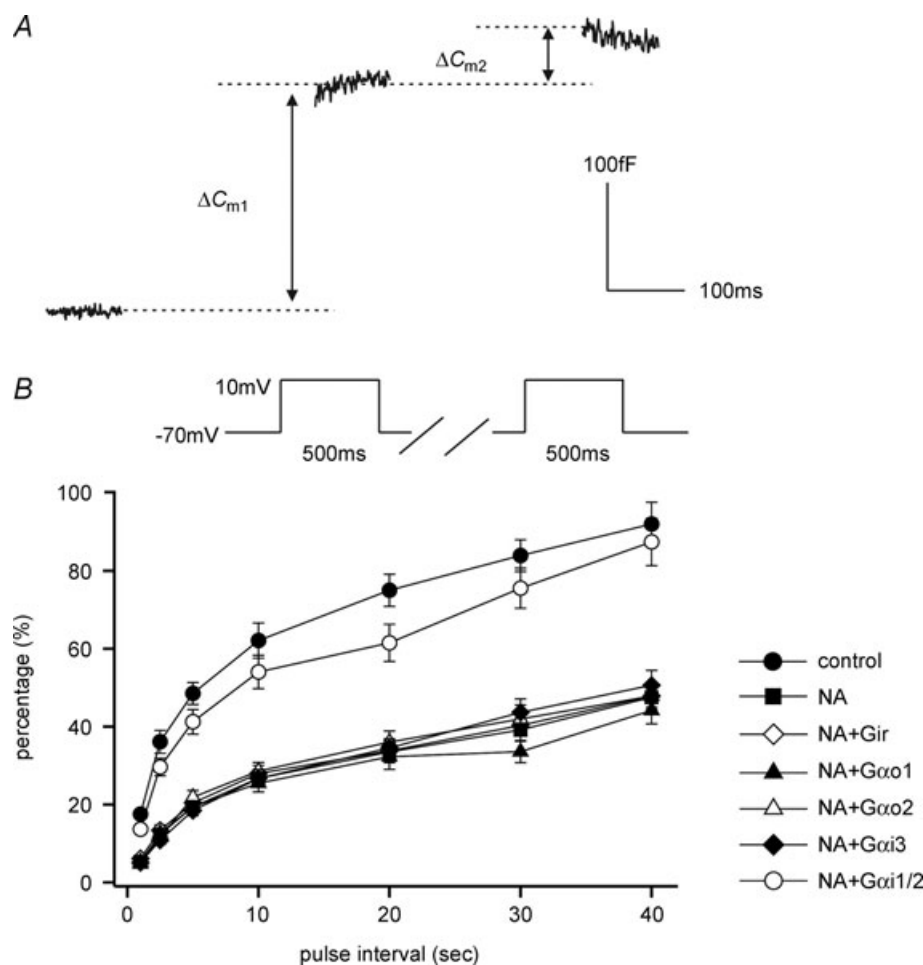 A
ΔCm2
ΔCm1
100fF
100ms
B
10mV
-70mV
500ms
500ms
100
80
60
40
20
0
percentage (%)
0
10
20
30
40
pulse interval (sec)
control
NA
NA+Gir
NA+Gαo1
NA+Gαo2
NA+Gαi3
NA+Gαi1/2